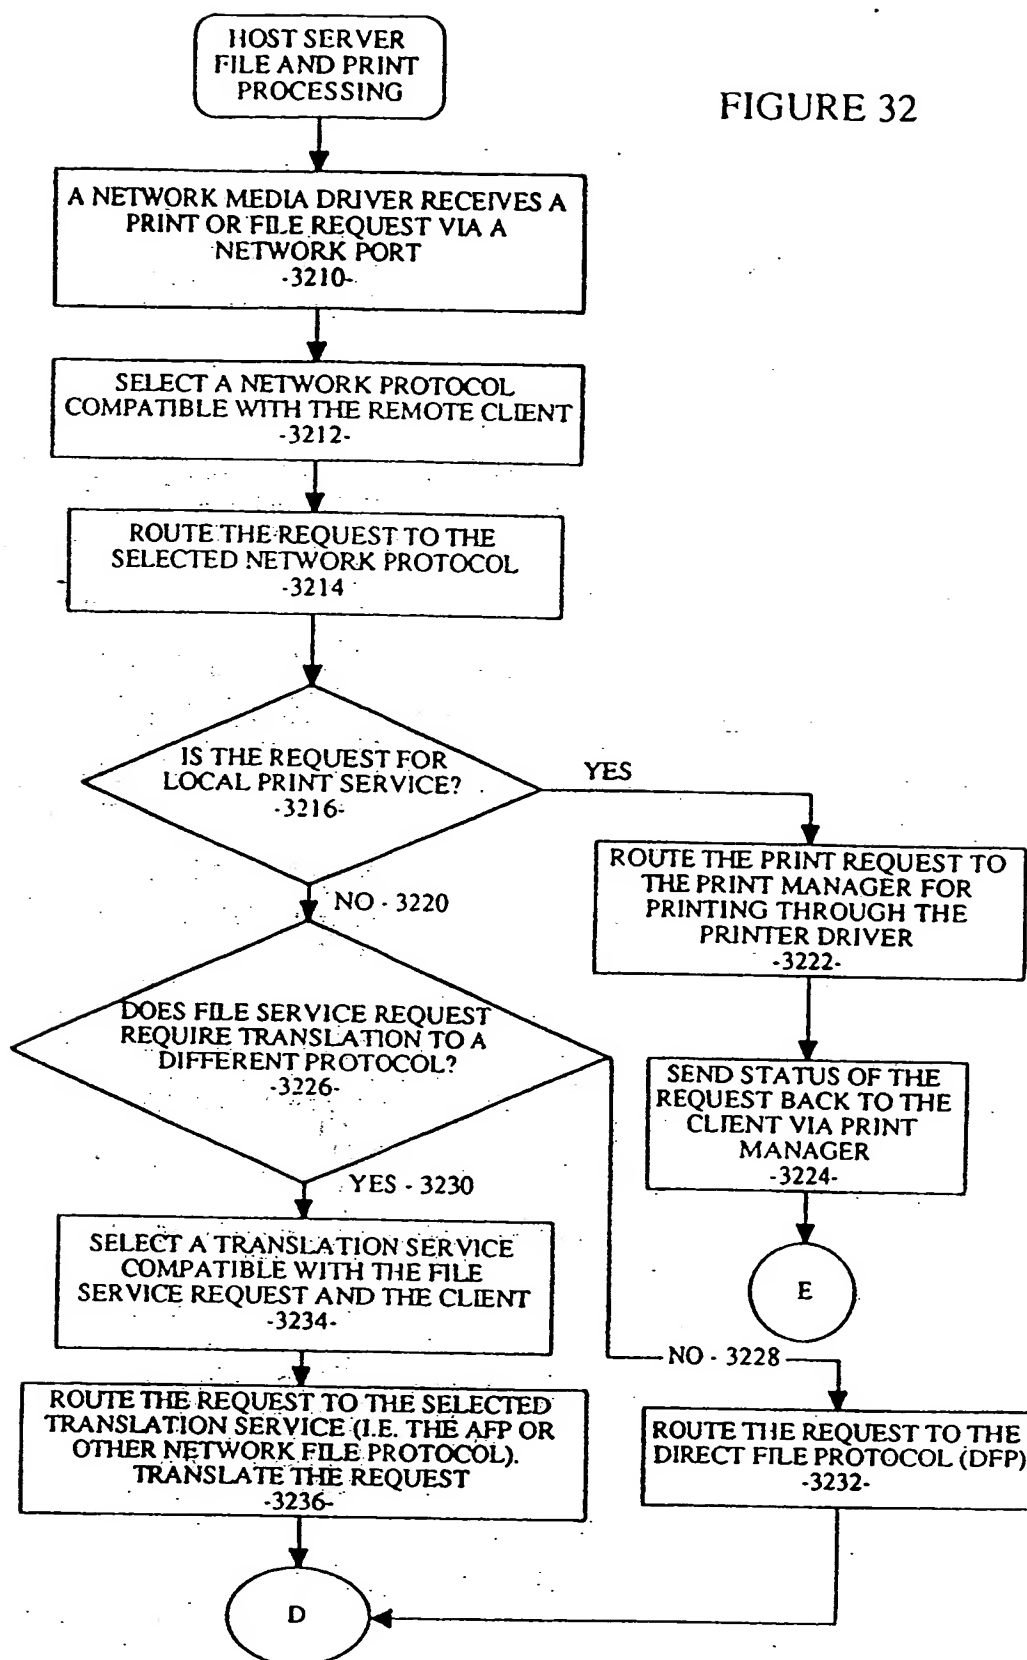 HOST SERVER
FILE AND PRINT
PROCESSING
FIGURE 32
A NETWORK MEDIA DRIVER RECEIVES A
PRINT OR FILE REQUEST VIA A
NETWORK PORT
-3210-
SELECT A NETWORK PROTOCOL
COMPATIBLE WITH THE REMOTE CLIENT
-3212-
ROUTE THE REQUEST TO THE
SELECTED NETWORK PROTOCOL
-3214
IS THE REQUEST FOR
LOCAL PRINT SERVICE?
-3216-
YES
NO - 3220
ROUTE THE PRINT REQUEST TO
THE PRINT MANAGER FOR
PRINTING THROUGH THE
PRINTER DRIVER
-3222-
DOES FILE SERVICE REQUEST
REQUIRE TRANSLATION TO A
DIFFERENT PROTOCOL?
-3226-
SEND STATUS OF THE
REQUEST BACK TO THE
CLIENT VIA PRINT
MANAGER
-3224-
YES - 3230
SELECT A TRANSLATION SERVICE
COMPATIBLE WITH THE FILE
SERVICE REQUEST AND THE CLIENT
-3234-
E
NO - 3228
ROUTE THE REQUEST TO THE SELECTED
TRANSLATION SERVICE (I.E. THE AFP OR
OTHER NETWORK FILE PROTOCOL).
TRANSLATE THE REQUEST
-3236-
ROUTE THE REQUEST TO THE
DIRECT FILE PROTOCOL (DFP)
-3232-
D